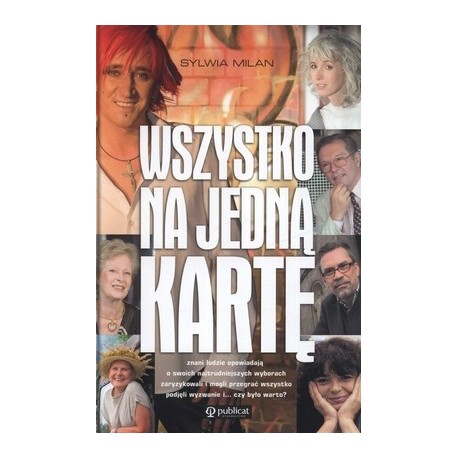 SYLWIA MILAN
WSZYSTKO
NA JEDNĄ
KARTĘ
znani ludzie opowiadają
o swoich najtrudniejszych wyborach
zaryzykowali i mogli przegrać wszystko
podjęli wyzwanie i... czy było warto?
publicat